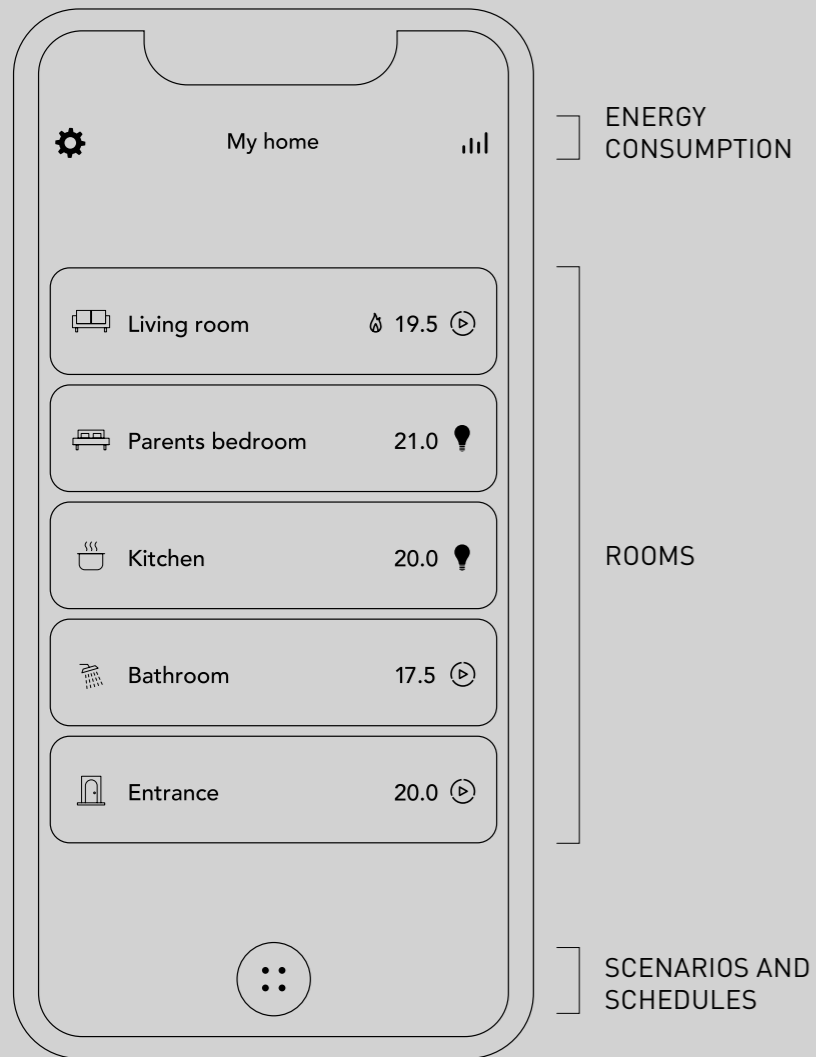 My home
ENERGY
CONSUMPTION
Living room 19.5
Parents bedroom 21.0
Kitchen 20.0
ROOMS
Bathroom 17.5
Entrance 20.0
SCENARIOS AND
SCHEDULES